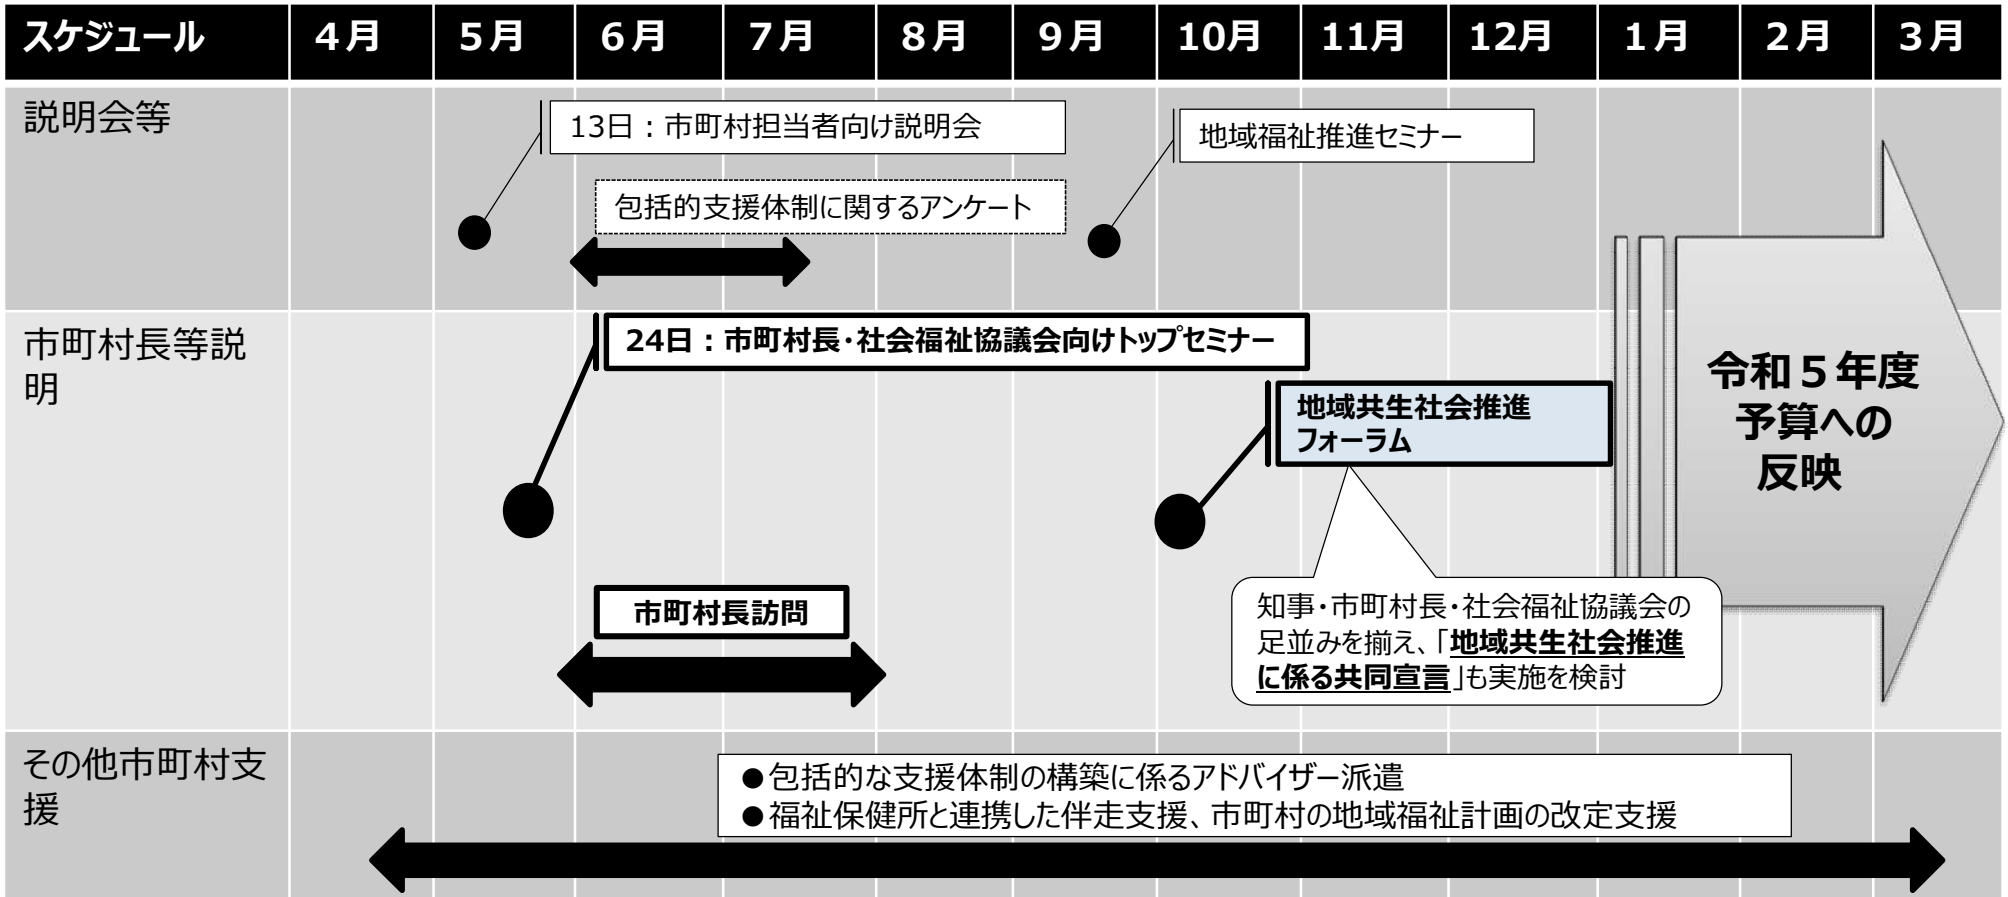 スケジュール
４月
５月
６月
７月
８月
９月
10月
11月
12月
１月
２月
３月
説明会等
13日：市町村担当者向け説明会
地域福祉推進セミナー
包括的支援体制に関するアンケート
市町村長等説
明
24日：市町村長・社会福祉協議会向けトップセミナー
地域共生社会推進
フォーラム
令和５年度
予算への
反映
市町村長訪問
知事・市町村長・社会福祉協議会の
足並みを揃え、「地域共生社会推進
に係る共同宣言」も実施を検討
その他市町村支
援
●包括的な支援体制の構築に係るアドバイザー派遣
●福祉保健所と連携した伴走支援、市町村の地域福祉計画の改定支援